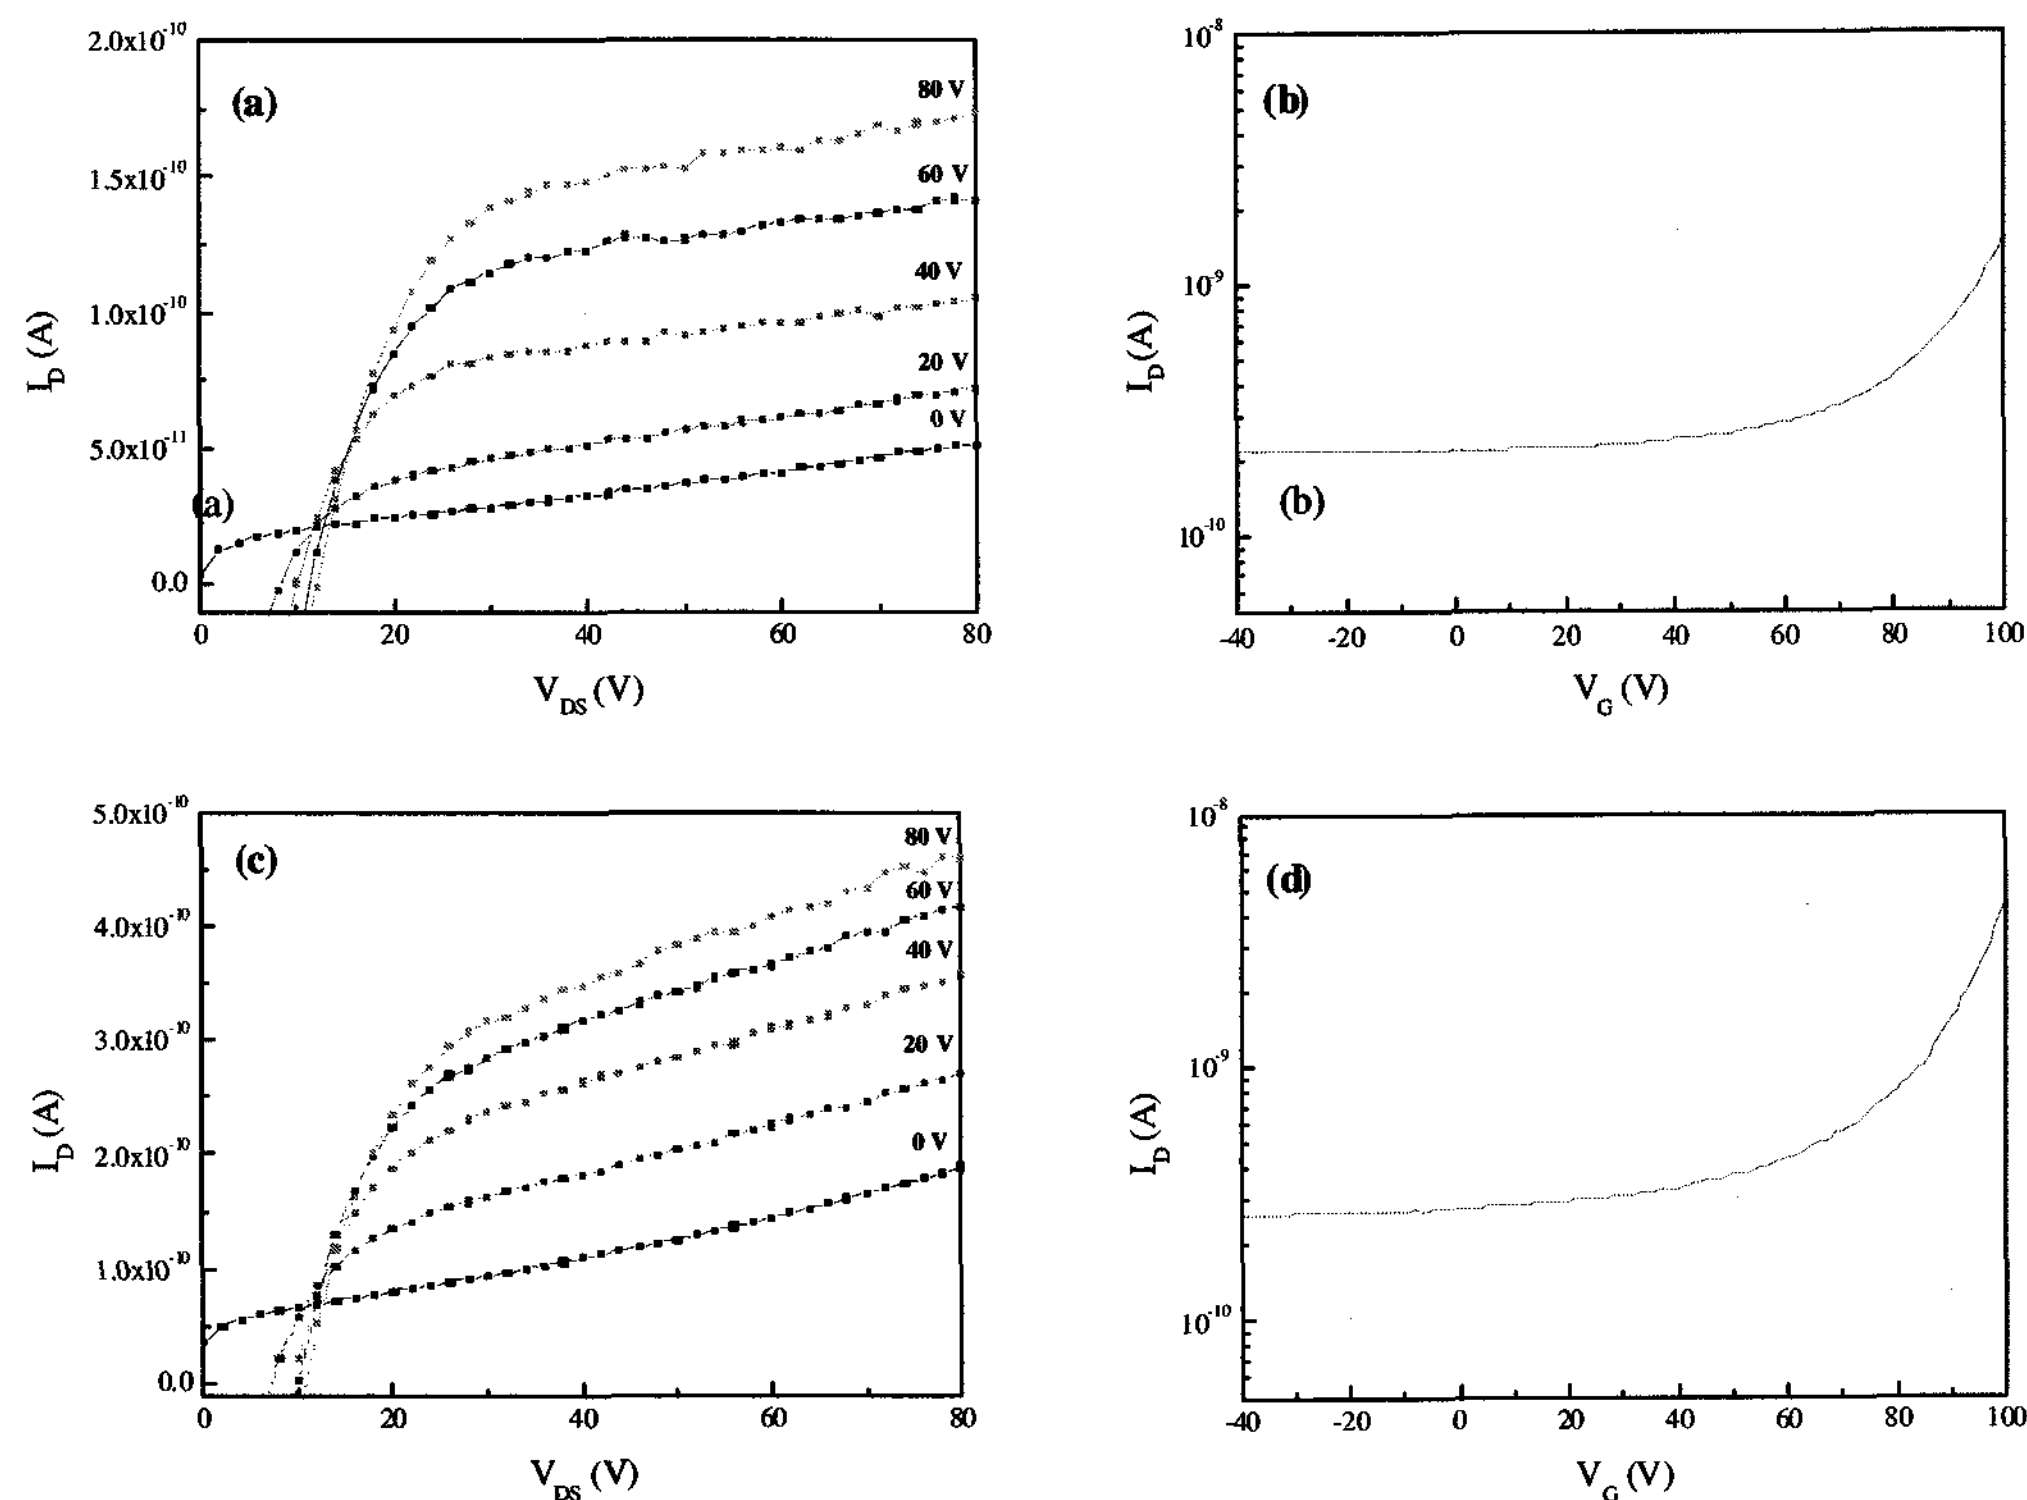 2.0x10^-10
(a)
80 V
1.5x10^-10
60 V
40 V
1.0x10^-10
20 V
5.0x10^-11
0 V
(a)
0.0
0 20 40 60 80
I_D (A)
V_DS (V)
10^-8
(b)
10^-9
(b)
10^-10
-40 -20 0 20 40 60 80 100
I_D (A)
V_G (V)
5.0x10^-10
(c)
80 V
60 V
4.0x10^-10
40 V
3.0x10^-10
20 V
0 V
2.0x10^-10
1.0x10^-10
0.0
0 20 40 60 80
I_D (A)
V_DS (V)
10^-8
(d)
10^-9
10^-10
-40 -20 0 20 40 60 80 100
I_D (A)
V_G (V)